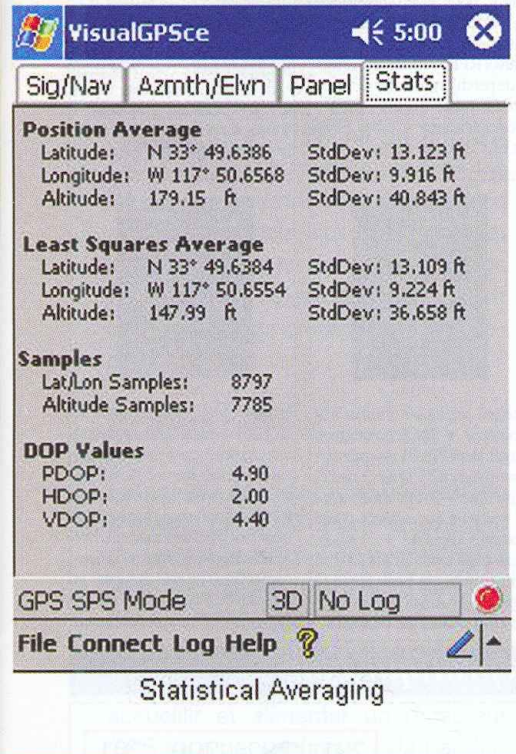 VisualGPSce 5:00
Sig/Nav Azmth/Elvn Panel Stats
Position Average
Latitude: N 33° 49.6386 StdDev: 13.123 ft
Longitude: W 117° 50.6568 StdDev: 9.916 ft
Altitude: 179.15 ft StdDev: 40.843 ft
Least Squares Average
Latitude: N 33° 49.6384 StdDev: 13.109 ft
Longitude: W 117° 50.6554 StdDev: 9.224 ft
Altitude: 147.99 ft StdDev: 36.658 ft
Samples
Lat/Lon Samples: 8797
Altitude Samples: 7785
DOP Values
PDOP: 4.90
HDOP: 2.00
VDOP: 4.40
GPS SPS Mode 3D No Log
File Connect Log Help ?
Statistical Averaging